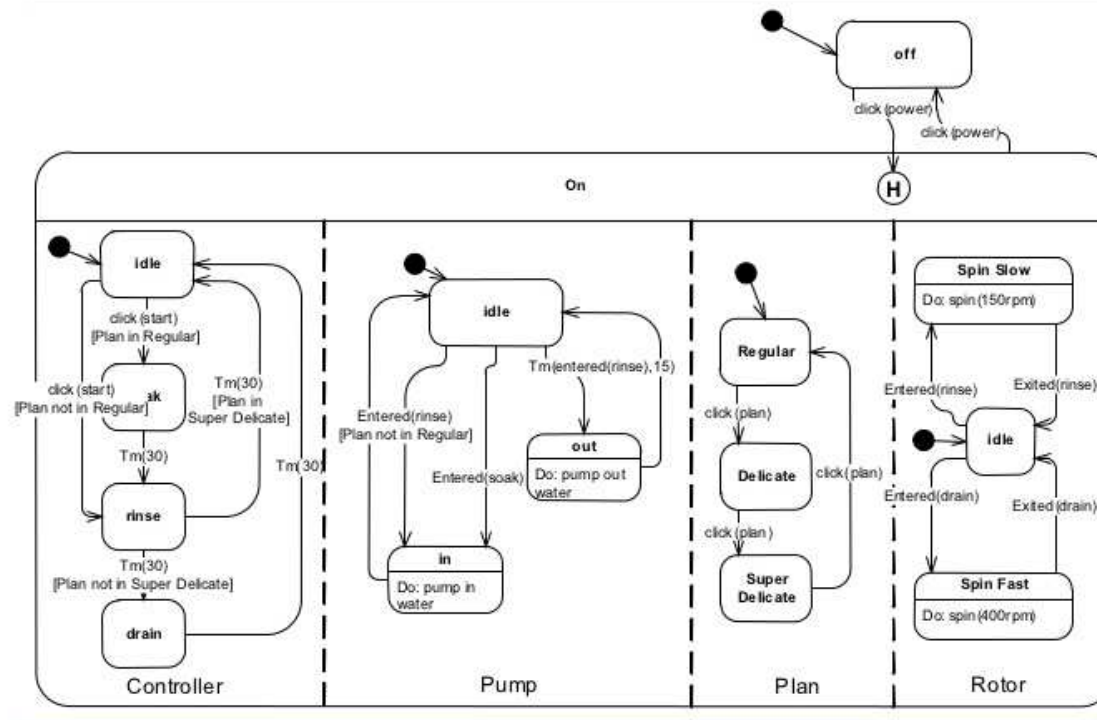 off
click(power)
click(power)
On
H
idle
click(start)
[Plan in Regular]
click(start)
[Plan not in Regular]
Tm(30)
Tm(30)
[Plan in
Super Delicate]
Tm(30)
rinse
Tm(30)
[Plan not in Super Delicate]
drain
Controller
idle
Tm(entered(rinse),15)
Entered(rinse)
[Plan not in Regular]
Entered(soak)
out
Do: pump out
water
in
Do: pump in
water
Pump
Regular
click(plan)
Delicate
click(plan)
click(plan)
Super
Delicate
Plan
Spin Slow
Do: spin(150rpm)
Entered(rinse)
Exited(rinse)
idle
Entered(drain)
Exited(drain)
Spin Fast
Do: spin(400rpm)
Rotor